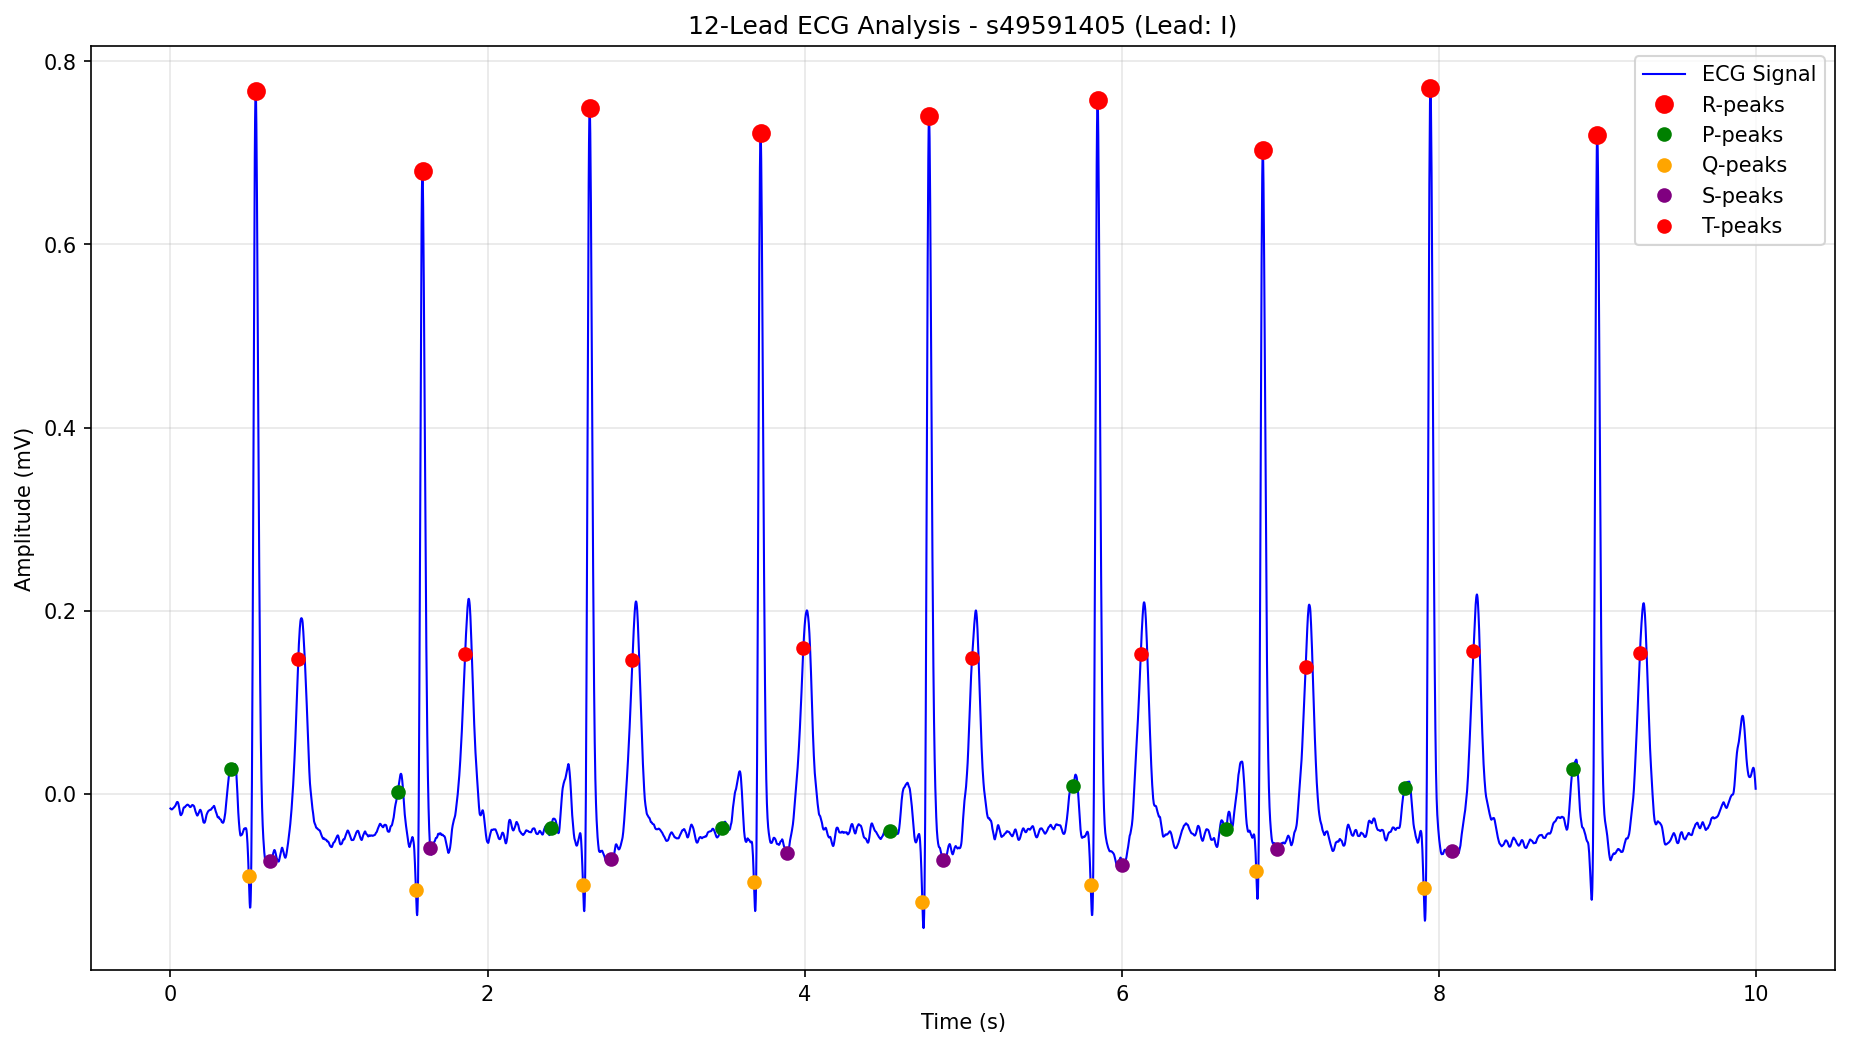 12-Lead ECG Analysis - s49591405 (Lead: I)
0.8
0.6
0.4
0.2
0.0
Amplitude (mV)
ECG Signal
R-peaks
P-peaks
Q-peaks
S-peaks
T-peaks
0 2 4 6 8 10
Time (s)